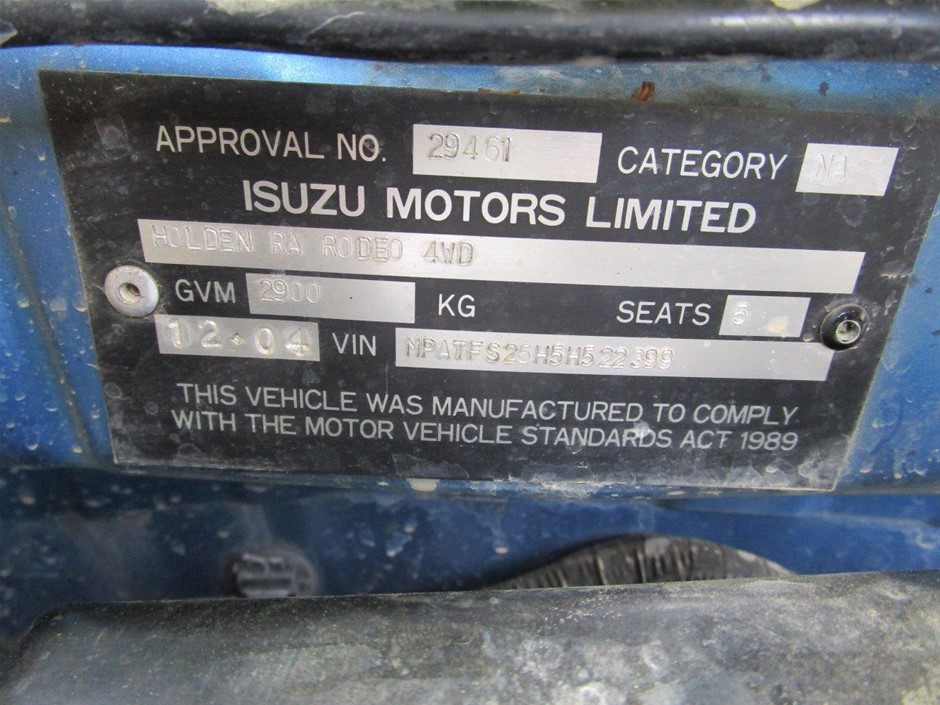 APPROVAL NO. 29461 CATEGORY NA
ISUZU MOTORS LIMITED
HOLDEN RA RODEO 4WD
GVM 2900 KG SEATS 5
12•04 VIN MPATFS26H5H522399
THIS VEHICLE WAS MANUFACTURED TO COMPLY
WITH THE MOTOR VEHICLE STANDARDS ACT 1989